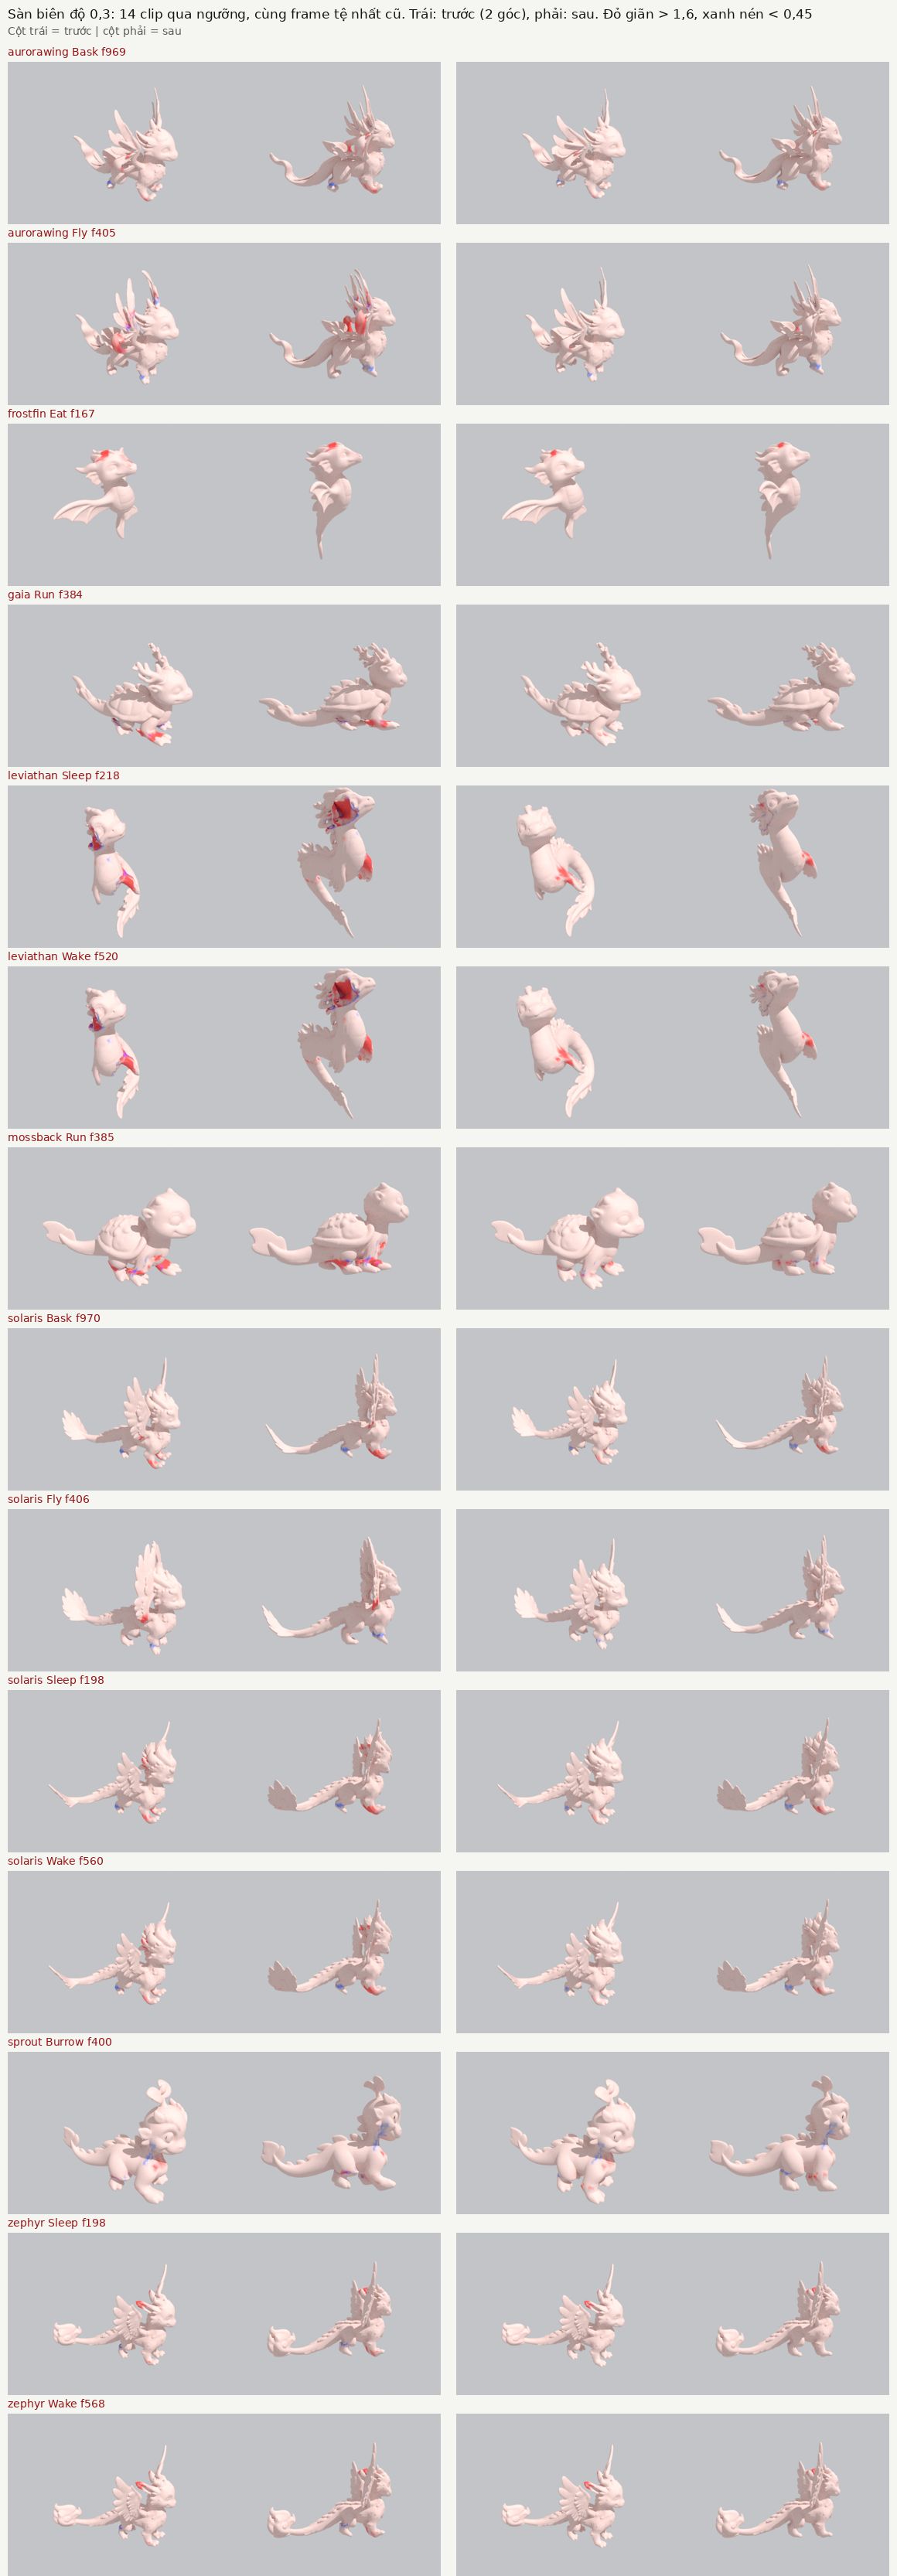 Sàn biên độ 0,3: 14 clip qua ngưỡng, cùng frame tệ nhất cũ. Trái: trước (2 góc), phải: sau. Đỏ giãn > 1,6, xanh nén < 0,45
Cột trái = trước | cột phải = sau
aurorawing Bask f969
aurorawing Fly f405
frostfin Eat f167
gaia Run f384
leviathan Sleep f218
leviathan Wake f520
mossback Run f385
solaris Bask f970
solaris Fly f406
solaris Sleep f198
solaris Wake f560
sprout Burrow f400
zephyr Sleep f198
zephyr Wake f568